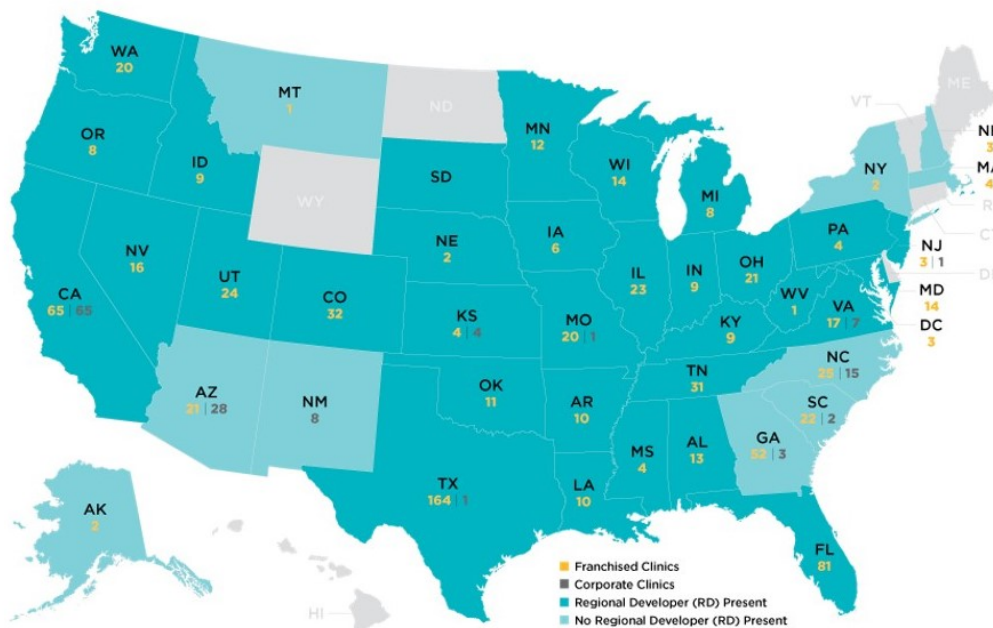 WA
20
MT
1
ND
ME
VT
OR
8
ID
9
MN
12
WI
14
MI
8
NY
2
3
4
SD
WY
NE
2
IA
6
PA
4
NJ
3 | 1
NV
16
UT
24
CO
32
CA
65 | 65
KS
4 | 4
MO
20 | 1
IL
23
IN
9
OH
21
WV
1
VA
17 | 7
MD
14
DC
3
KY
9
NC
25 | 15
TN
31
AZ
21 | 28
NM
8
OK
11
AR
10
SC
22 | 2
GA
52 | 3
MS
4
AL
13
TX
164 | 1
LA
10
AK
2
FL
81
HI
Franchised Clinics
Corporate Clinics
Regional Developer (RD) Present
No Regional Developer (RD) Present